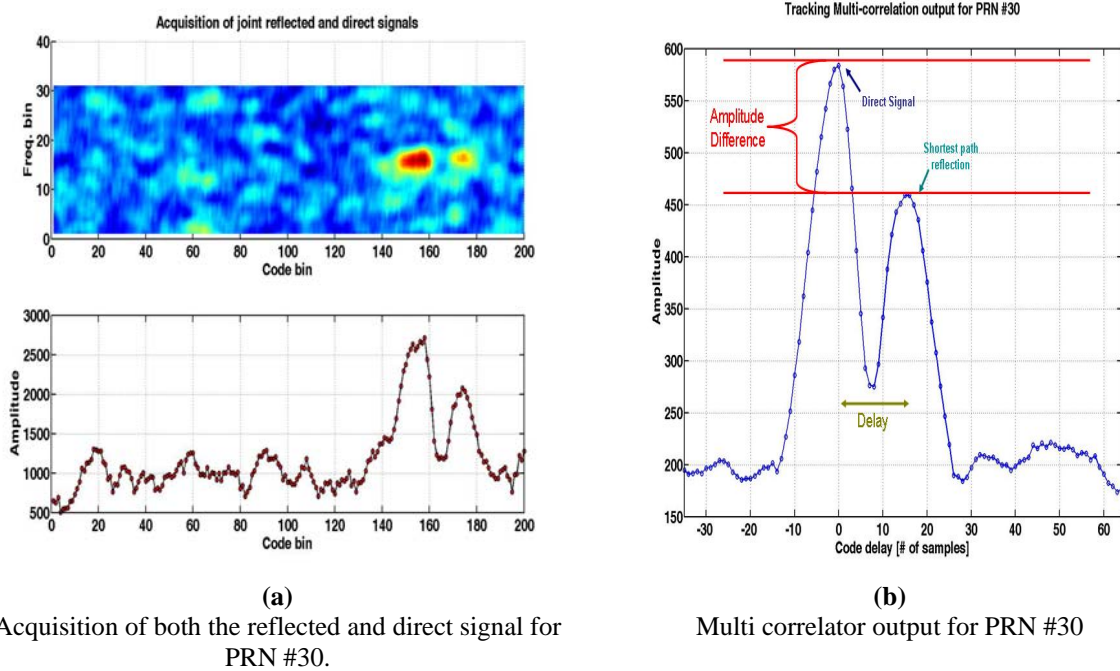 Acquisition of joint reflected and direct signals
40
30
20
10
0
Freq. bin
0 20 40 60 80 100 120 140 160 180 200
Code bin
3000
2500
2000
1500
1000
500
Amplitude
0 20 40 60 80 100 120 140 160 180 200
Code bin
(a)
Acquisition of both the reflected and direct signal for
PRN #30.
Tracking Multi-correlation output for PRN #30
600
550
500
450
400
350
300
250
200
150
Amplitude
Amplitude
Difference
Direct Signal
Shortest path
reflection
Delay
-30 -20 -10 0 10 20 30 40 50 60
Code delay [# of samples]
(b)
Multi correlator output for PRN #30